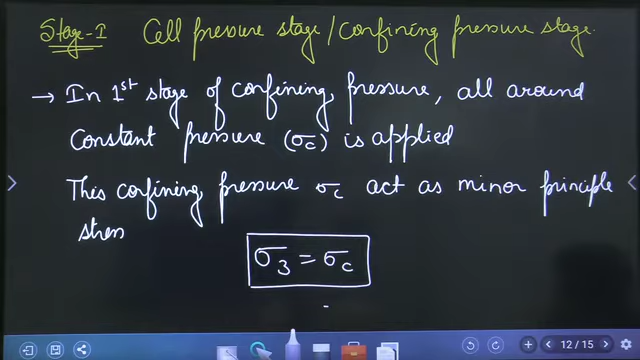 Stage-I Cell pressure stage/Confining pressure stage.
→ In 1st stage of confining pressure, all around
Constant pressure (σc) is applied
This confining pressure σc act as minor principle
stress
σ3 = σc
12/15